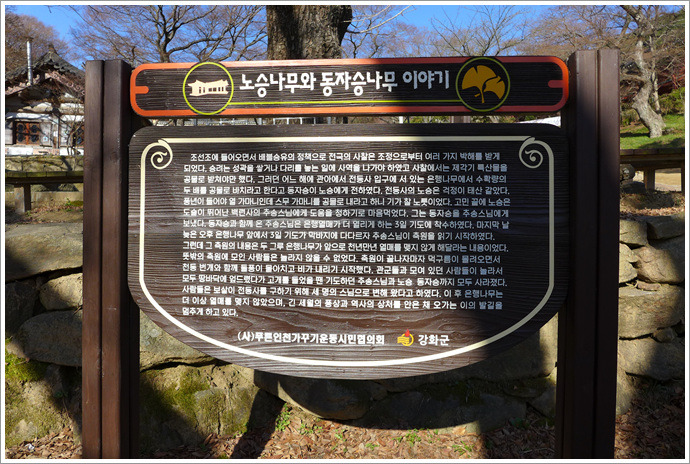 노승나무와 동자승나무 이야기
조선조에 들어오면서 배불숭유의 정책으로 전국의 사찰은 조정으로부터 여러 가지 박해를 받게
되었다. 승려는 성곽을 쌓거나 다리를 놓는 일에 사역을 나가야 하였고 사찰에서는 제각기 특산물을
공물로 받쳐야만 했다. 그러던 어느 해에 관아에서 전등사 입구에 서 있는 은행나무에서 수확량의
두 배를 공물로 바치라고 한다고 동자승이 노승에게 전하였다. 전등사의 노승은 걱정이 태산 같았다.
풍년이 들어야 열 가마니인데 스무 가마니를 공물로 내라고 하니 기가 찰 노릇이었다. 고민 끝에 노승은
도술이 뛰어난 백련사의 추송스님에게 도움을 청하기로 마음먹었다. 그는 동자승을 추송스님에게
보냈다. 동자승과 함께 온 추송스님은 은행열매가 더 열리게 하는 3일 기도에 착수하였다. 마지막 날
늦은 오후 은행나무 앞에서 3일 기도가 막바지에 다다르자 추송스님이 축원을 읽기 시작하였다.
그런데 그 축원의 내용은 두 그루 은행나무가 앞으로 천년만년 열매를 맺지 않게 해달라는 내용이었다.
뜻밖의 축원에 모인 사람들은 놀라지 않을 수 없었다. 축원이 끝나자마자 먹구름이 몰려오면서
천둥 번개와 함께 돌풍이 몰아치고 비가 내리기 시작했다. 관군들과 모여 있던 사람들이 놀라서
모두 땅바닥에 엎드렸다가 고개를 들었을 땐 기도하던 추송스님과 노승, 동자승까지 모두 사라졌다.
사람들은 보살이 전등사를 구하기 위해 세 명의 스님으로 변해 왔다고 하였다. 이 후 은행나무는
더 이상 열매를 맺지 않았으며, 긴 세월의 풍상과 역사의 상처를 안은 채 오가는 이의 발길을
멈추게 하고 있다.
(사)푸른인천가꾸기운동시민협의회 강화군